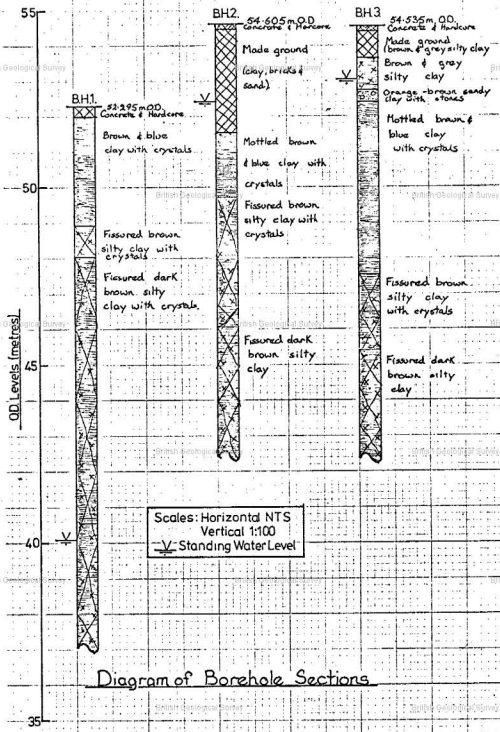 55
50
45
40
35
OD Levels (metres)
B.H.1.
52.295m O.D.
Concrete & Hardcore
Brown & blue
clay with crystals.
Fissured brown
silty clay with
crystals
Fissured dark
brown silty
clay with crystals.
B.H.2.
54.605m O.D
Concrete & Harcore
Made ground
(clay, bricks &
sand)
Mottled brown
& blue clay with
crystals
Fissured brown
silty clay with
crystals
Fissured dark
brown silty
clay
B.H.3
54.535m O.D.
Concrete & Hardcore
Made ground
(brown & grey silty clay
Brown & grey
silty clay
Orange-brown sandy
clay with stones
Mottled brown &
blue clay
with crystals
Fissured brown
silty clay
with crystals
Fissured dark
brown silty
clay
Scales: Horizontal NTS
Vertical 1:100
Standing Water Level
Diagram of Borehole Sections
British Geological Survey